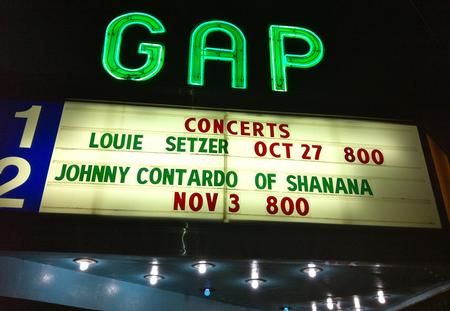 GAP
1
2
CONCERTS
LOUIE SETZER OCT 27 800
JOHNNY CONTARDO OF SHANANA
NOV 3 800